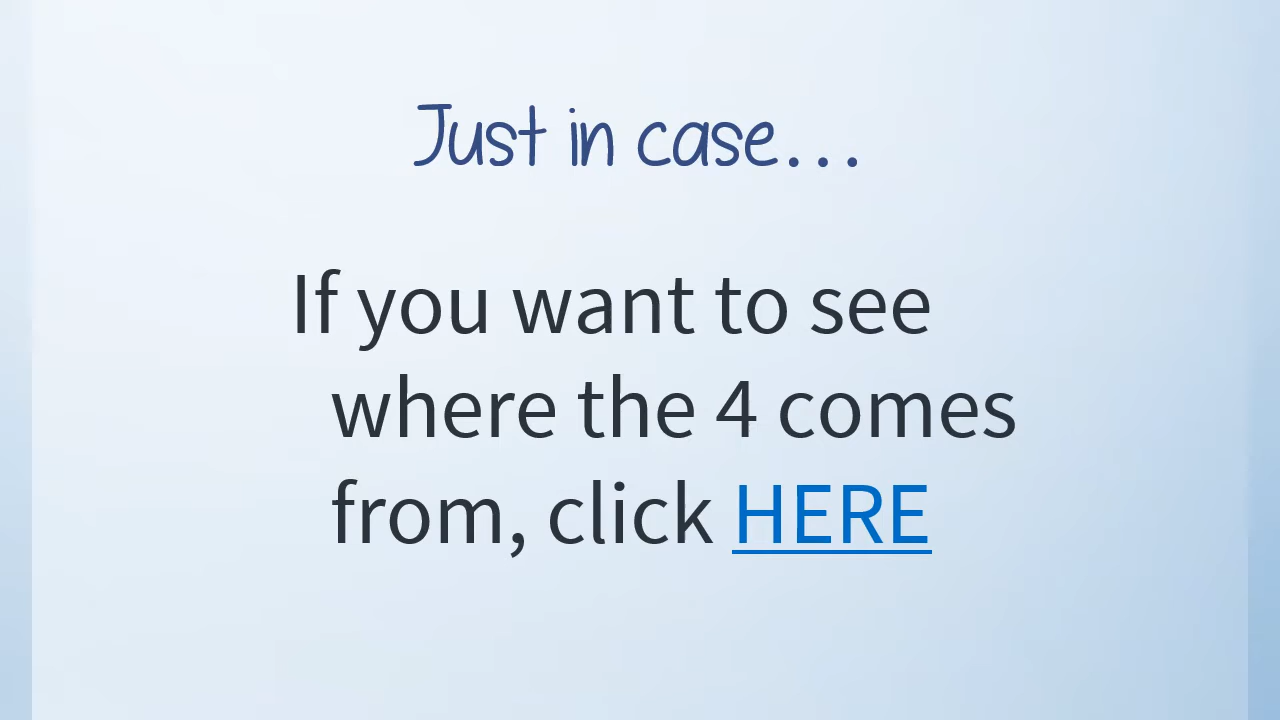 Just in case…
If you want to see
where the 4 comes
from, click HERE